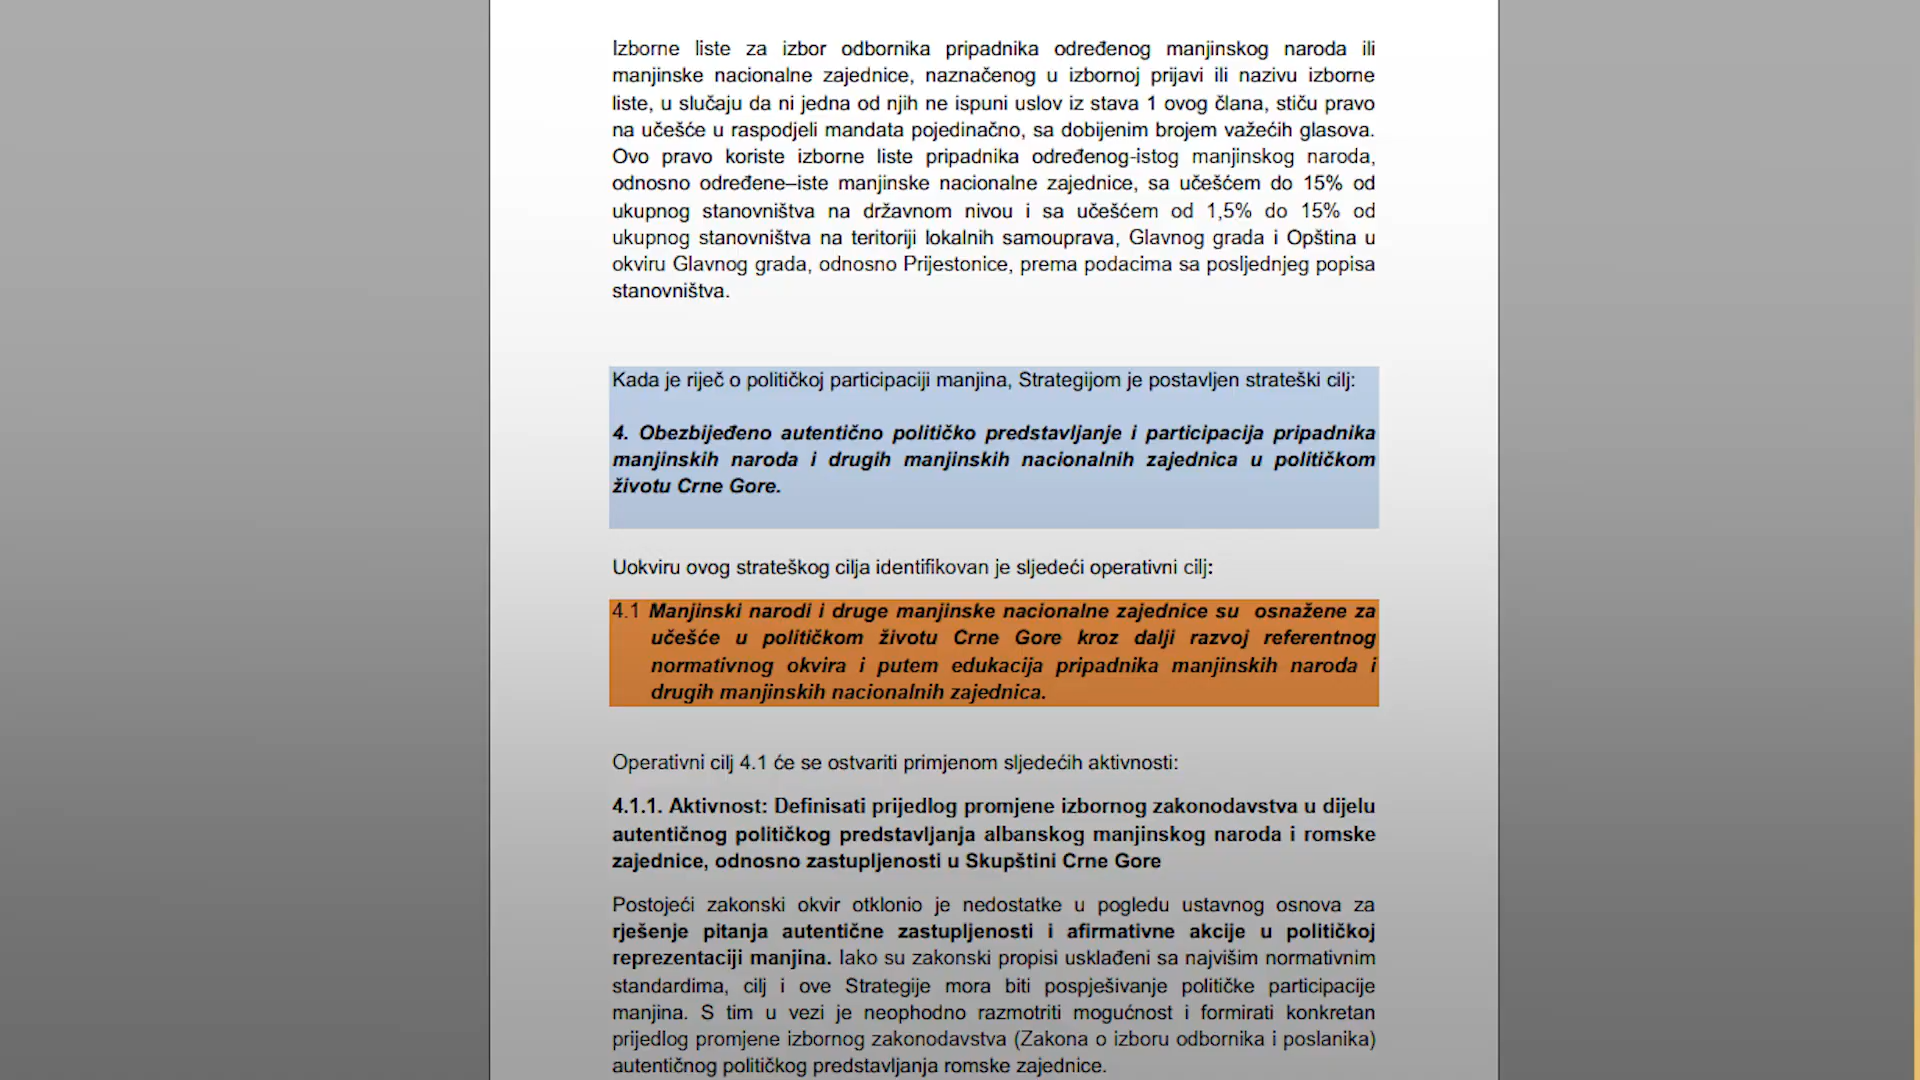 Izborne liste za izbor odbornika pripadnika određenog manjinskog naroda ili
manjinske nacionalne zajednice, naznačenog u izbornoj prijavi ili nazivu izborne
liste, u slučaju da ni jedna od njih ne ispuni uslov iz stava 1 ovog člana, stiču pravo
na učešće u raspodjeli mandata pojedinačno, sa dobijenim brojem važećih glasova.
Ovo pravo koriste izborne liste pripadnika određenog-istog manjinskog naroda,
odnosno određene–iste manjinske nacionalne zajednice, sa učešćem do 15% od
ukupnog stanovništva na državnom nivou i sa učešćem od 1,5% do 15% od
ukupnog stanovništva na teritoriji lokalnih samouprava, Glavnog grada i Opština u
okviru Glavnog grada, odnosno Prijestonice, prema podacima sa posljednjeg popisa
stanovništva.
Kada je riječ o političkoj participaciji manjina, Strategijom je postavljen strateški cilj:
4. Obezbijeđeno autentično političko predstavljanje i participacija pripadnika
manjinskih naroda i drugih manjinskih nacionalnih zajednica u političkom
životu Crne Gore.
Uokviru ovog strateškog cilja identifikovan je sljedeći operativni cilj:
4.1 Manjinski narodi i druge manjinske nacionalne zajednice su osnažene za
učešće u političkom životu Crne Gore kroz dalji razvoj referentnog
normativnog okvira i putem edukacija pripadnika manjinskih naroda i
drugih manjinskih nacionalnih zajednica.
Operativni cilj 4.1 će se ostvariti primjenom sljedećih aktivnosti:
4.1.1. Aktivnost: Definisati prijedlog promjene izbornog zakonodavstva u dijelu
autentičnog političkog predstavljanja albanskog manjinskog naroda i romske
zajednice, odnosno zastupljenosti u Skupštini Crne Gore
Postojeći zakonski okvir otklonio je nedostatke u pogledu ustavnog osnova za
rješenje pitanja autentične zastupljenosti i afirmativne akcije u političkoj
reprezentaciji manjina. Iako su zakonski propisi usklađeni sa najvišim normativnim
standardima, cilj i ove Strategije mora biti pospješivanje političke participacije
manjina. S tim u vezi je neophodno razmotriti mogućnost i formirati konkretan
prijedlog promjene izbornog zakonodavstva (Zakona o izboru odbornika i poslanika)
autentičnog političkog predstavljanja romske zajednice.